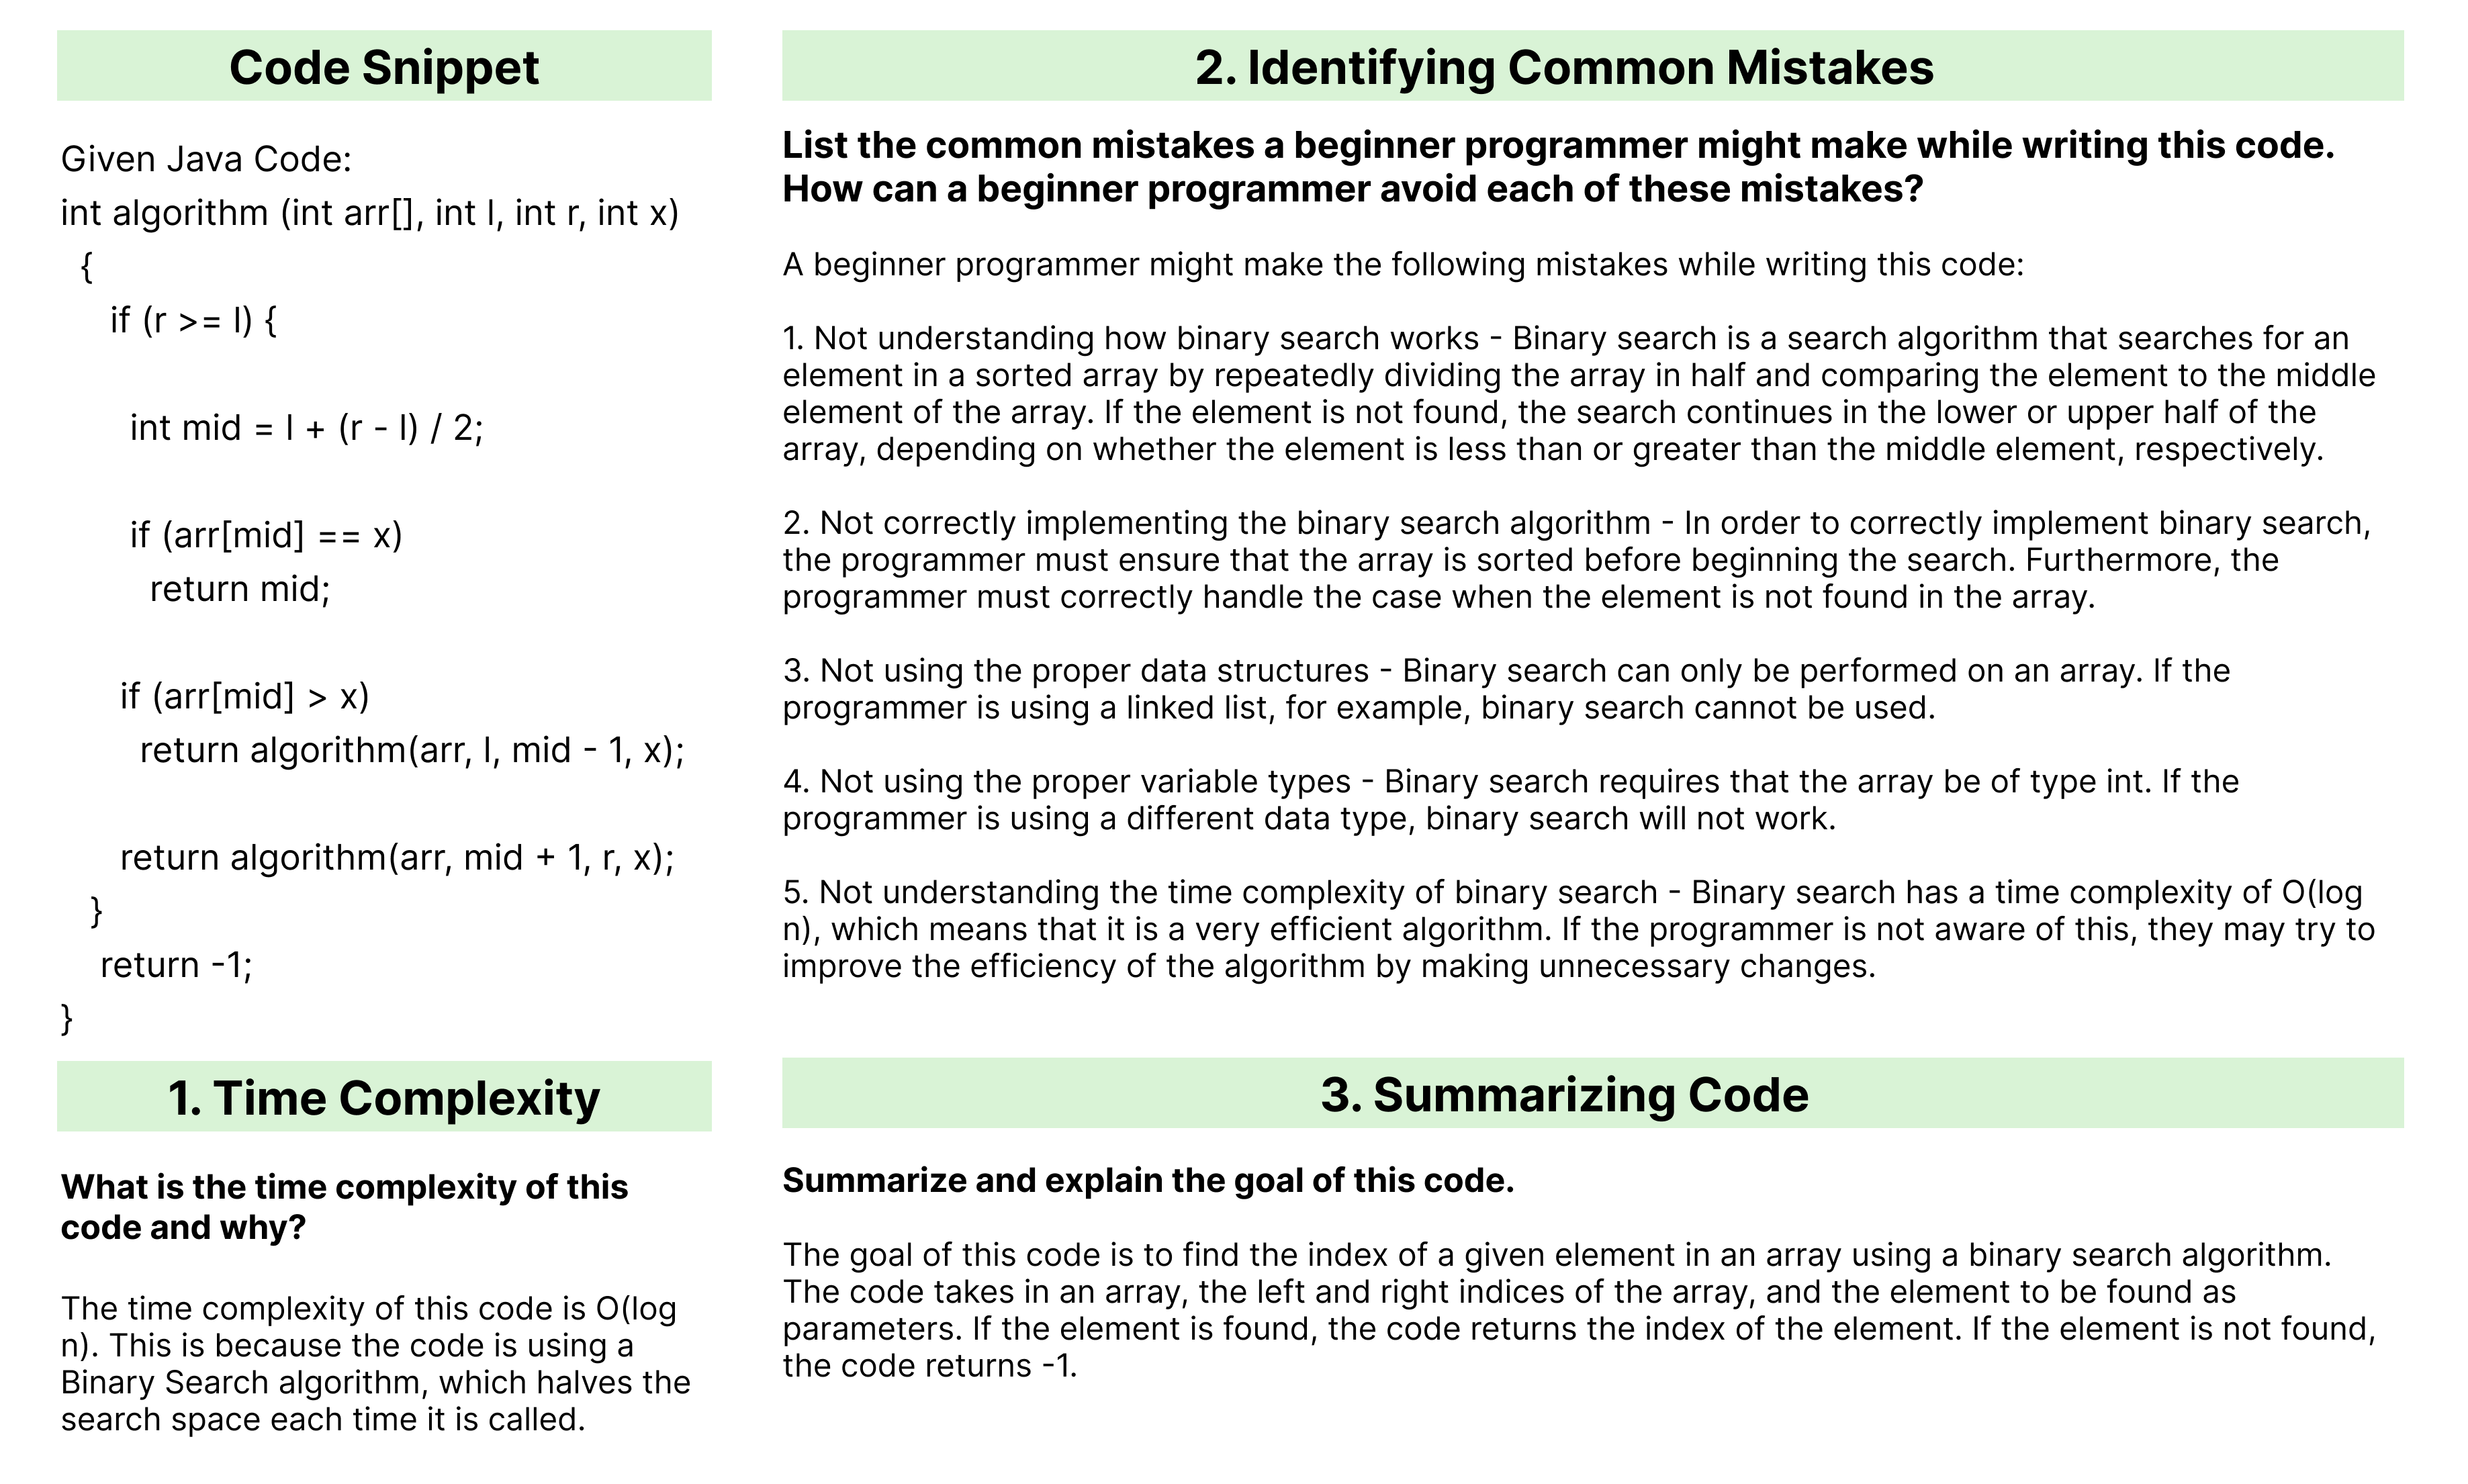 Code Snippet
Given Java Code:
int algorithm (int arr[], int l, int r, int x)
{
if (r >= l) {
int mid = l + (r - l) / 2;
if (arr[mid] == x)
return mid;
if (arr[mid] > x)
return algorithm(arr, l, mid - 1, x);
return algorithm(arr, mid + 1, r, x);
}
return -1;
}
1. Time Complexity
What is the time complexity of this
code and why?
The time complexity of this code is O(log
n). This is because the code is using a
Binary Search algorithm, which halves the
search space each time it is called.
2. Identifying Common Mistakes
List the common mistakes a beginner programmer might make while writing this code.
How can a beginner programmer avoid each of these mistakes?
A beginner programmer might make the following mistakes while writing this code:
1. Not understanding how binary search works - Binary search is a search algorithm that searches for an
element in a sorted array by repeatedly dividing the array in half and comparing the element to the middle
element of the array. If the element is not found, the search continues in the lower or upper half of the
array, depending on whether the element is less than or greater than the middle element, respectively.
2. Not correctly implementing the binary search algorithm - In order to correctly implement binary search,
the programmer must ensure that the array is sorted before beginning the search. Furthermore, the
programmer must correctly handle the case when the element is not found in the array.
3. Not using the proper data structures - Binary search can only be performed on an array. If the
programmer is using a linked list, for example, binary search cannot be used.
4. Not using the proper variable types - Binary search requires that the array be of type int. If the
programmer is using a different data type, binary search will not work.
5. Not understanding the time complexity of binary search - Binary search has a time complexity of O(log
n), which means that it is a very efficient algorithm. If the programmer is not aware of this, they may try to
improve the efficiency of the algorithm by making unnecessary changes.
3. Summarizing Code
Summarize and explain the goal of this code.
The goal of this code is to find the index of a given element in an array using a binary search algorithm.
The code takes in an array, the left and right indices of the array, and the element to be found as
parameters. If the element is found, the code returns the index of the element. If the element is not found,
the code returns -1.